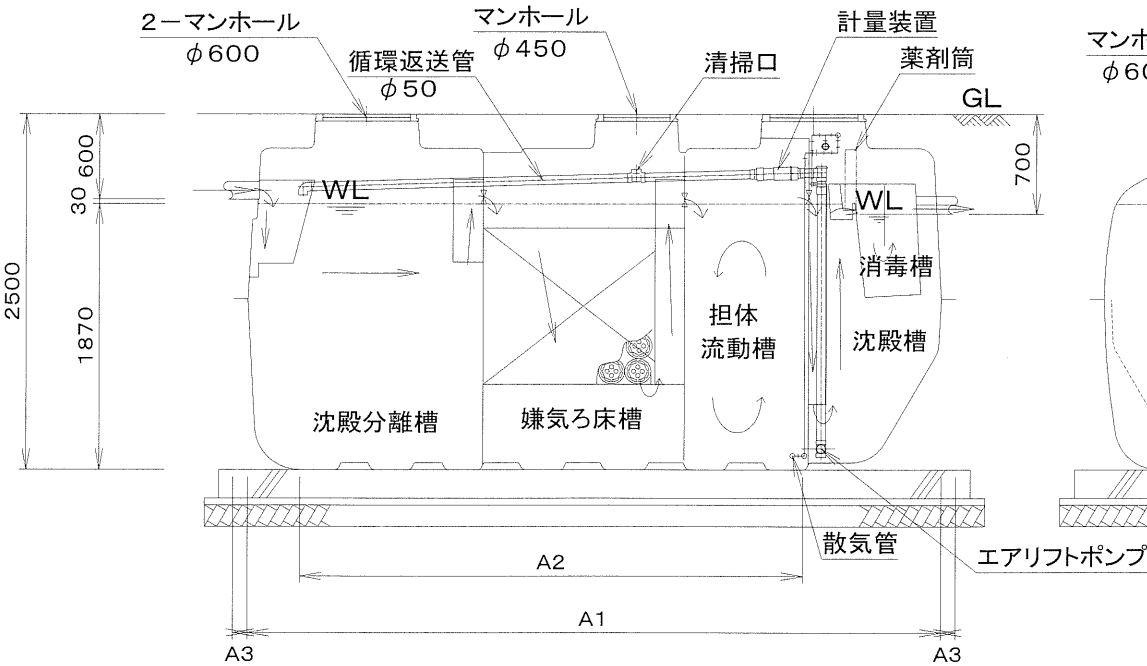 2-マンホール
φ600
マンホール
φ450
循環返送管
φ50
清掃口
計量装置
薬剤筒
GL
マンホ
φ60
2500
600
30
1870
700
WL
WL
消毒槽
担体
流動槽
沈殿槽
沈殿分離槽
嫌気ろ床槽
散気管
エアリフトポンプ
A2
A1
A3
A3